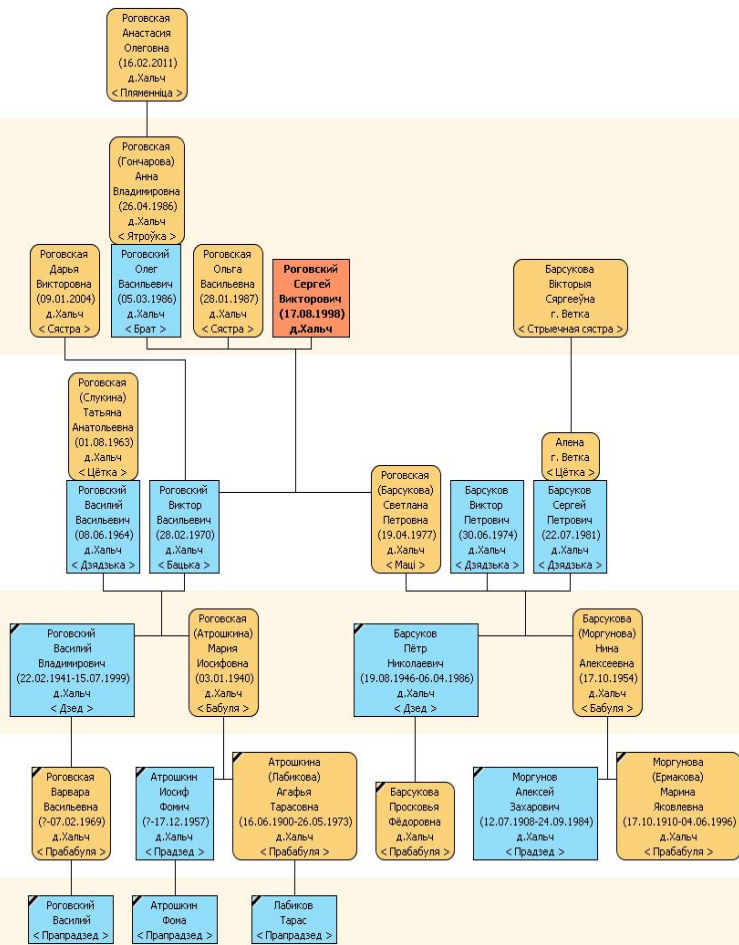 Роговская
Анастасия
Олеговна
(16.02.2011)
д.Хальч
< Пляменніца >
Роговская
(Гончарова)
Анна
Владимировна
(26.04.1986)
д.Хальч
< Ятроўка >
Роговская
Дарья
Викторовна
(09.01.2004)
д.Хальч
< Сястра >
Роговский
Олег
Васильевич
(05.03.1986)
д.Хальч
< Брат >
Роговская
Ольга
Васильевна
(28.01.1987)
д.Хальч
< Сястра >
Роговский
Сергей
Викторович
(17.08.1998)
д.Хальч
Барсукова
Вікторыя
Сяргееўна
г. Ветка
< Стрыечная сястра >
Роговская
(Слукина)
Татьяна
Анатольевна
(01.08.1963)
д.Хальч
< Цётка >
Роговский
Василий
Васильевич
(08.06.1964)
д.Хальч
< Дзядзька >
Роговский
Виктор
Васильевич
(28.02.1970)
д.Хальч
< Бацька >
Роговская
(Барсукова)
Светлана
Петровна
(19.04.1977)
д.Хальч
< Маці >
Барсуков
Виктор
Петрович
(30.06.1974)
д.Хальч
< Дзядзька >
Алена
г. Ветка
< Цётка >
Барсуков
Сергей
Петрович
(22.07.1981)
д.Хальч
< Дзядзька >
Роговский
Василий
Владимирович
(22.02.1941-15.07.1999)
д.Хальч
< Дзед >
Роговская
(Атрошкина)
Мария
Иосифовна
(03.01.1940)
д.Хальч
< Бабуля >
Барсуков
Пётр
Николаевич
(19.08.1946-06.04.1986)
д.Хальч
< Дзед >
Барсукова
(Моргунова)
Нина
Алексеевна
(17.10.1954)
д.Хальч
< Бабуля >
Роговская
Варвара
Васильевна
(?-07.02.1969)
д.Хальч
< Прабабуля >
Атрошкин
Иосиф
Фомич
(?-17.12.1957)
д.Хальч
< Прадзед >
Атрошкина
(Лабикова)
Агафья
Тарасовна
(16.06.1900-26.05.1973)
д.Хальч
< Прабабуля >
Барсукова
Просковья
Фёдоровна
д.Хальч
< Прабабуля >
Моргунов
Алексей
Захарович
(12.07.1908-24.09.1984)
д.Хальч
< Прадзед >
Моргунова
(Ермакова)
Марина
Яковлевна
(17.10.1910-04.06.1996)
д.Хальч
< Прабабуля >
Роговский
Василий
< Прапрадзед >
Атрошкин
Фома
< Прапрадзед >
Лабиков
Тарас
< Прапрадзед >